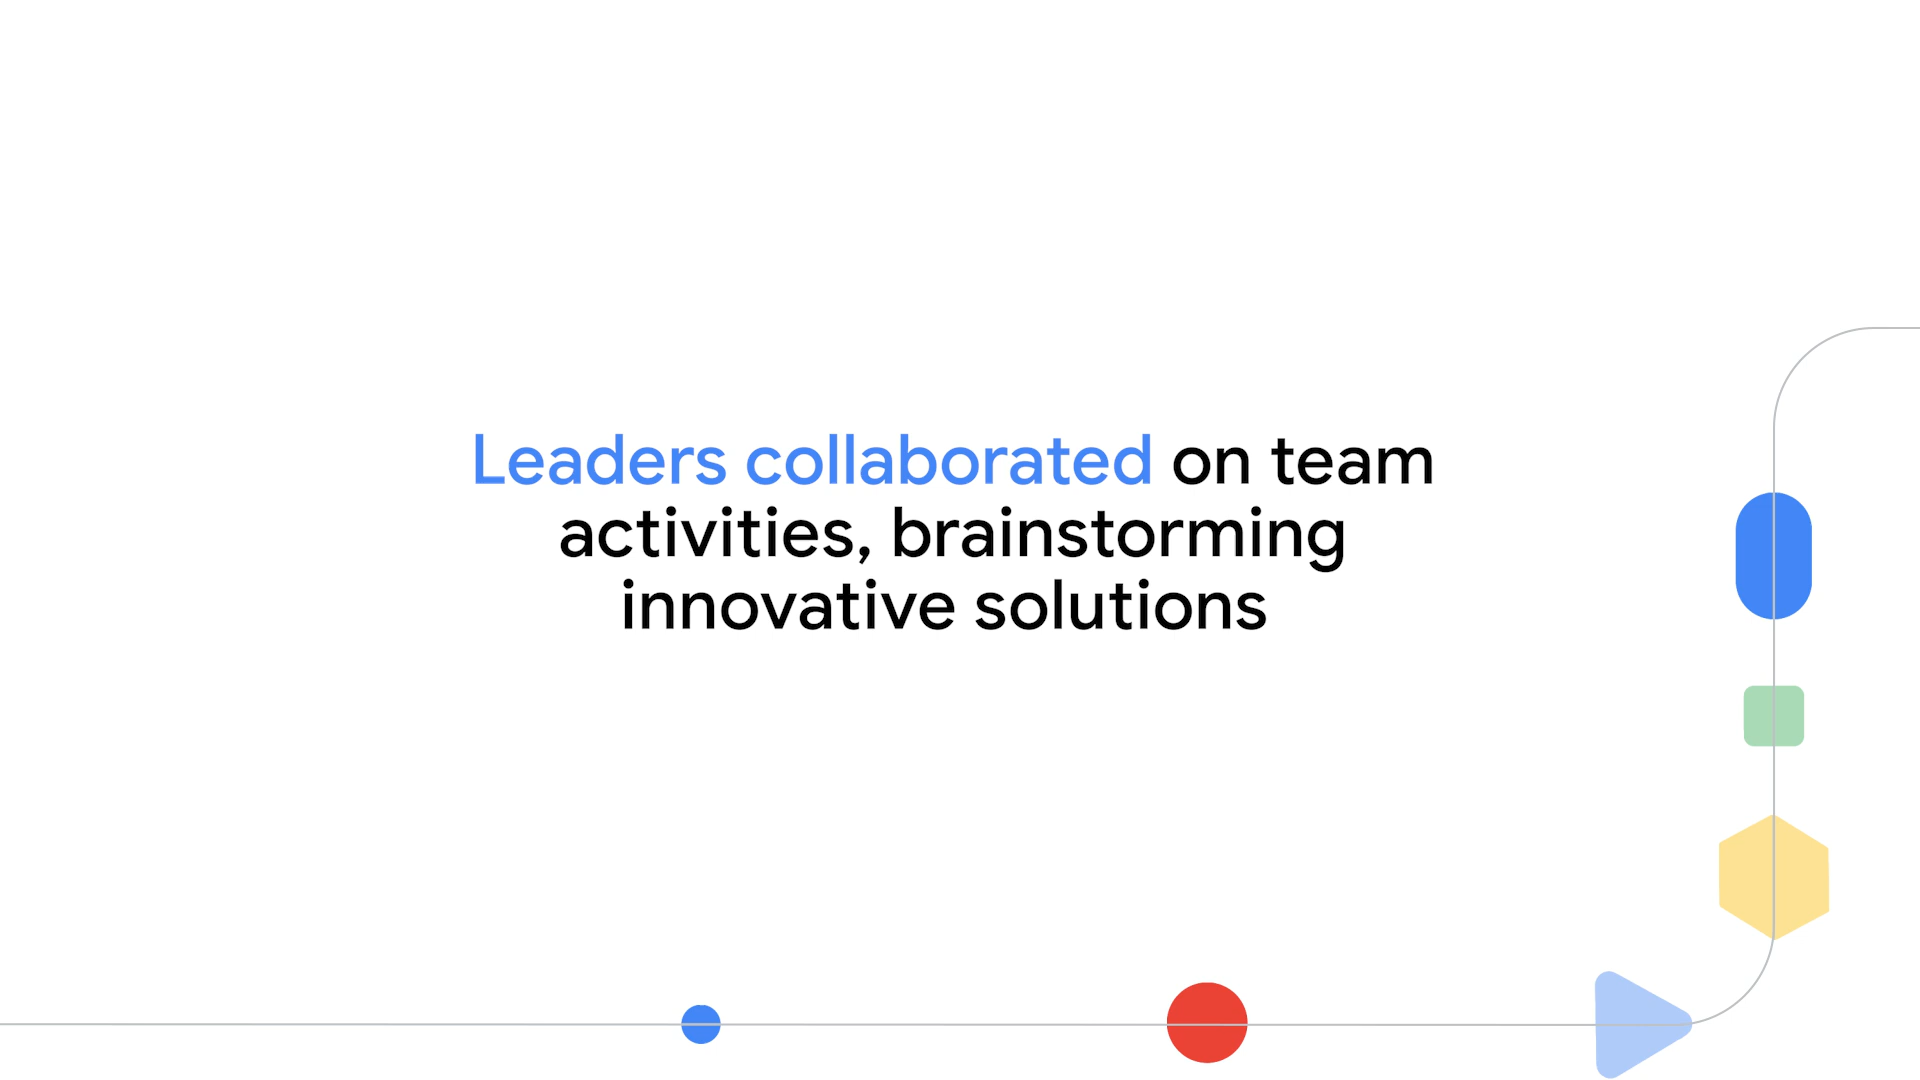 Leaders collaborated on team
activities, brainstorming
innovative solutions